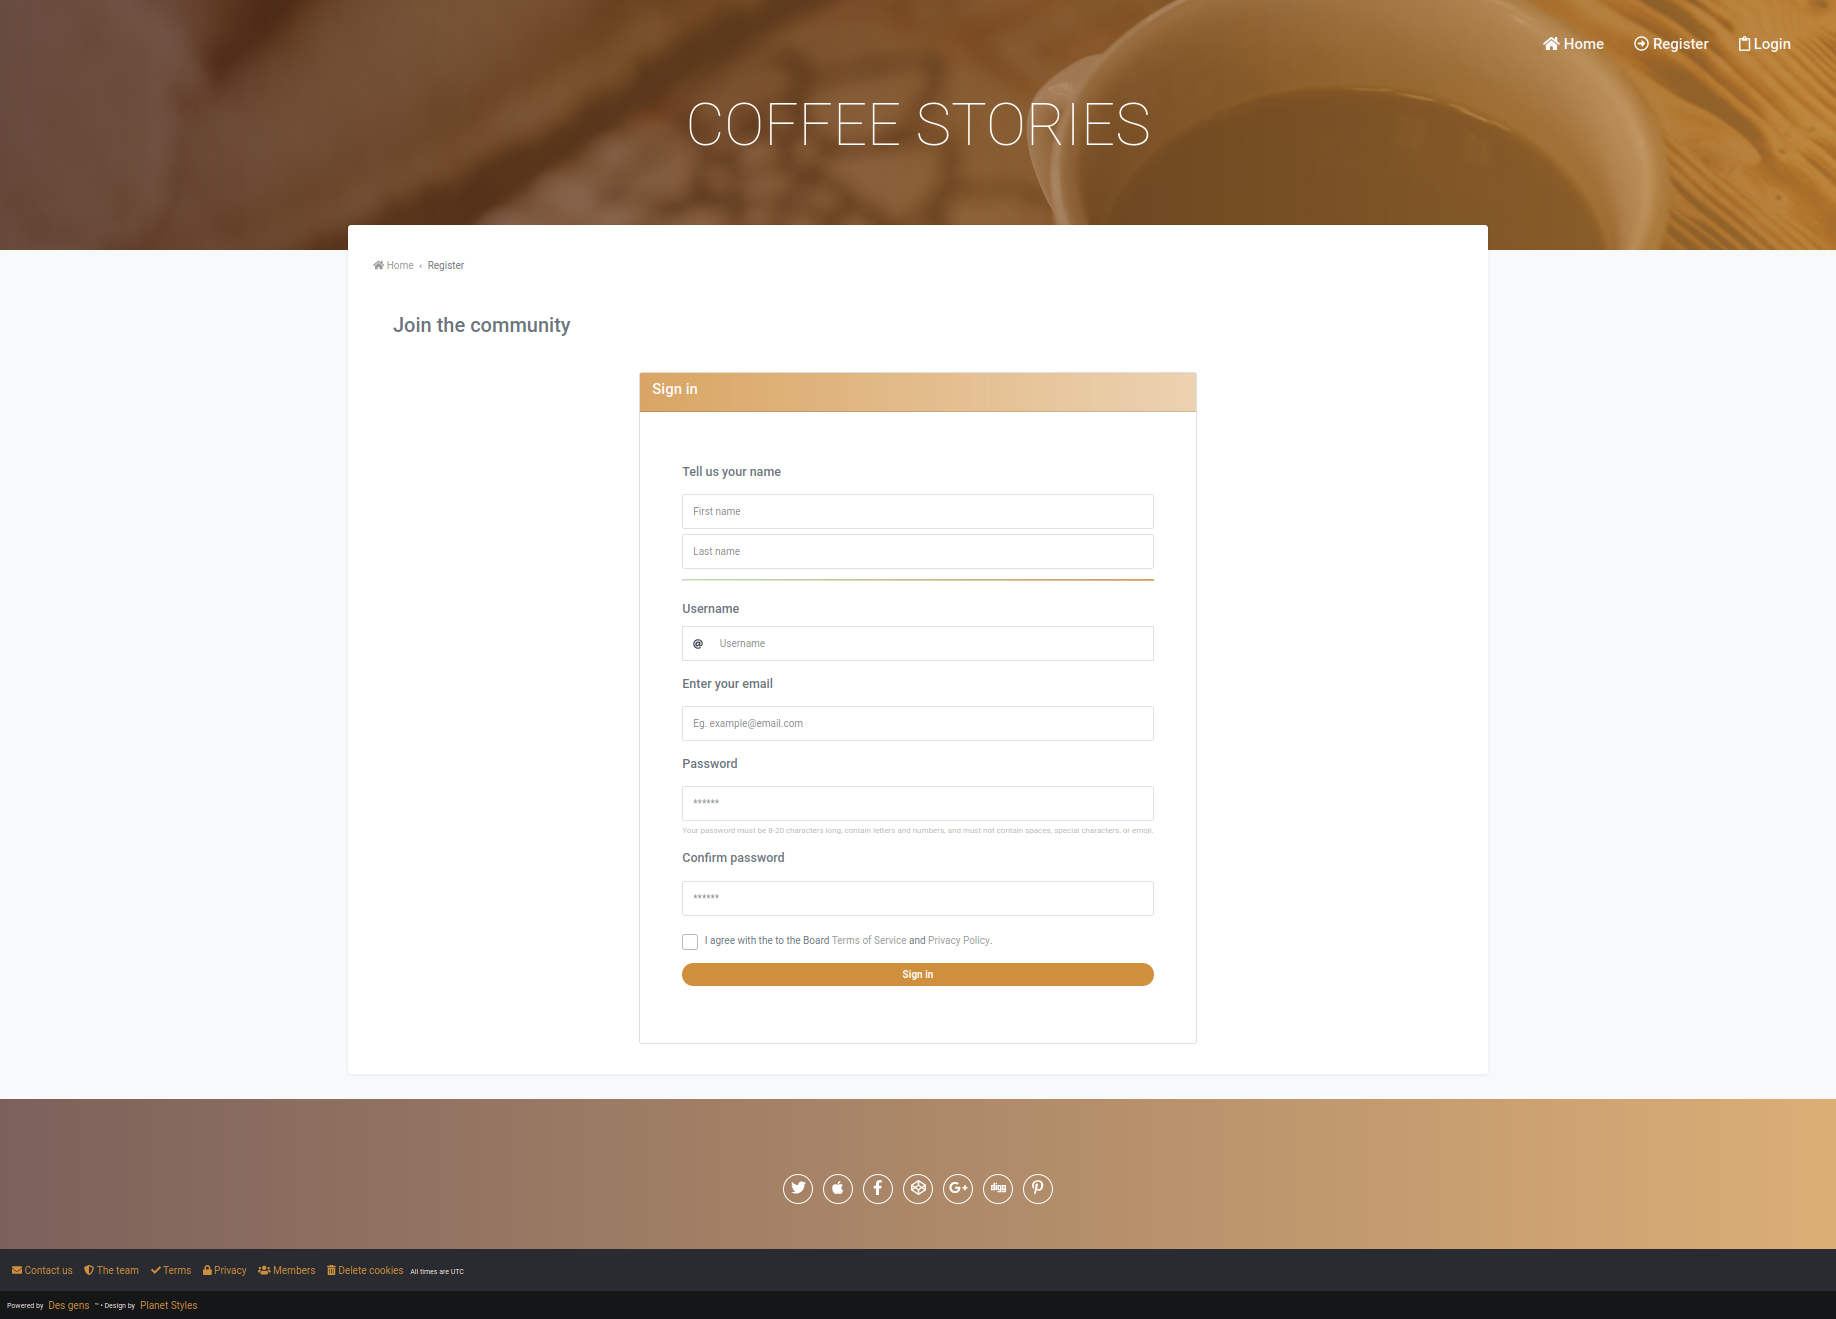 Home Register Login
COFFEE STORIES
Home ‹ Register
Join the community
Sign in
Tell us your name
First name
Last name
Username
@ Username
Enter your email
Eg. example@email.com
Password
******
Your password must be 8-20 characters long, contain letters and numbers, and must not contain spaces, special characters, or emoji.
Confirm password
******
I agree with the to the Board Terms of Service and Privacy Policy.
Sign in
G+ digg
Contact us The team Terms Privacy Members Delete cookies All times are UTC
Powered by Des gens ™ • Design by Planet Styles